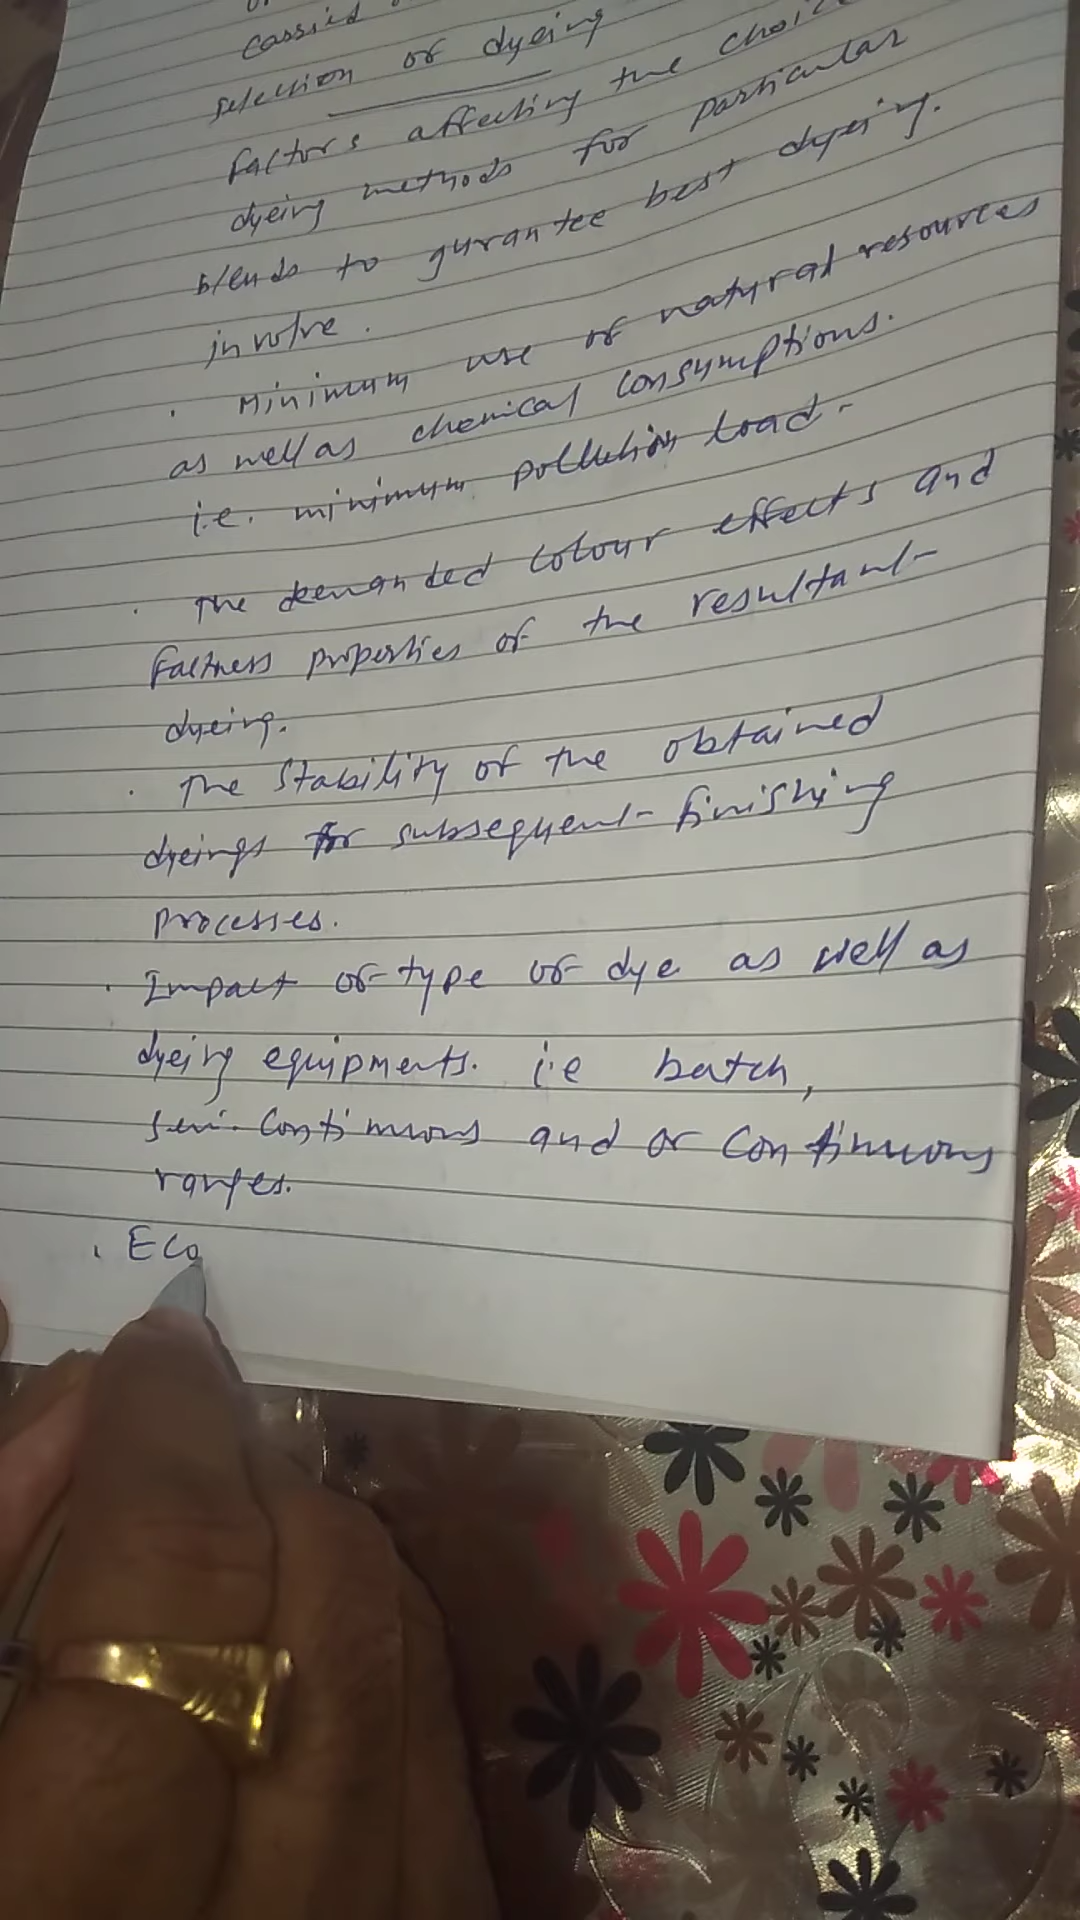 cassied
selection of dyeing
factors affecting the choic
dyeing methods for particular
blends to gurantee best dyeing.
involve.
. Minimum use of natural resources
as well as chemical consumptions.
i.e. minimum pollution load.
. The demanded colour effects and
fastness properties of the resultant
dyeing.
. The Stability of the obtained
dyeings for subsequent finishing
processes.
. Impact of type of dye as well as
dyeing equipments. i.e batch,
semi-continuous and or continuous
ranges.
. Eco